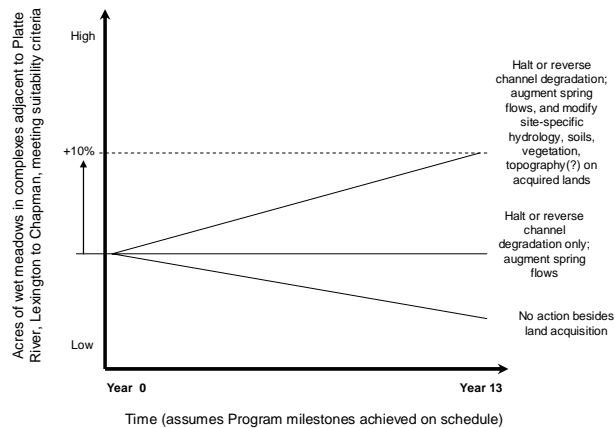 Acres of wet meadows in complexes adjacent to Platte
River, Lexington to Chapman, meeting suitability criteria
High
+10%
Low
Halt or reverse
channel degradation;
augment spring
flows, and modify
site-specific
hydrology, soils,
vegetation,
topography(?) on
acquired lands
Halt or reverse
channel
degradation only;
augment spring
flows
No action besides
land acquisition
Year 0
Year 13
Time (assumes Program milestones achieved on schedule)